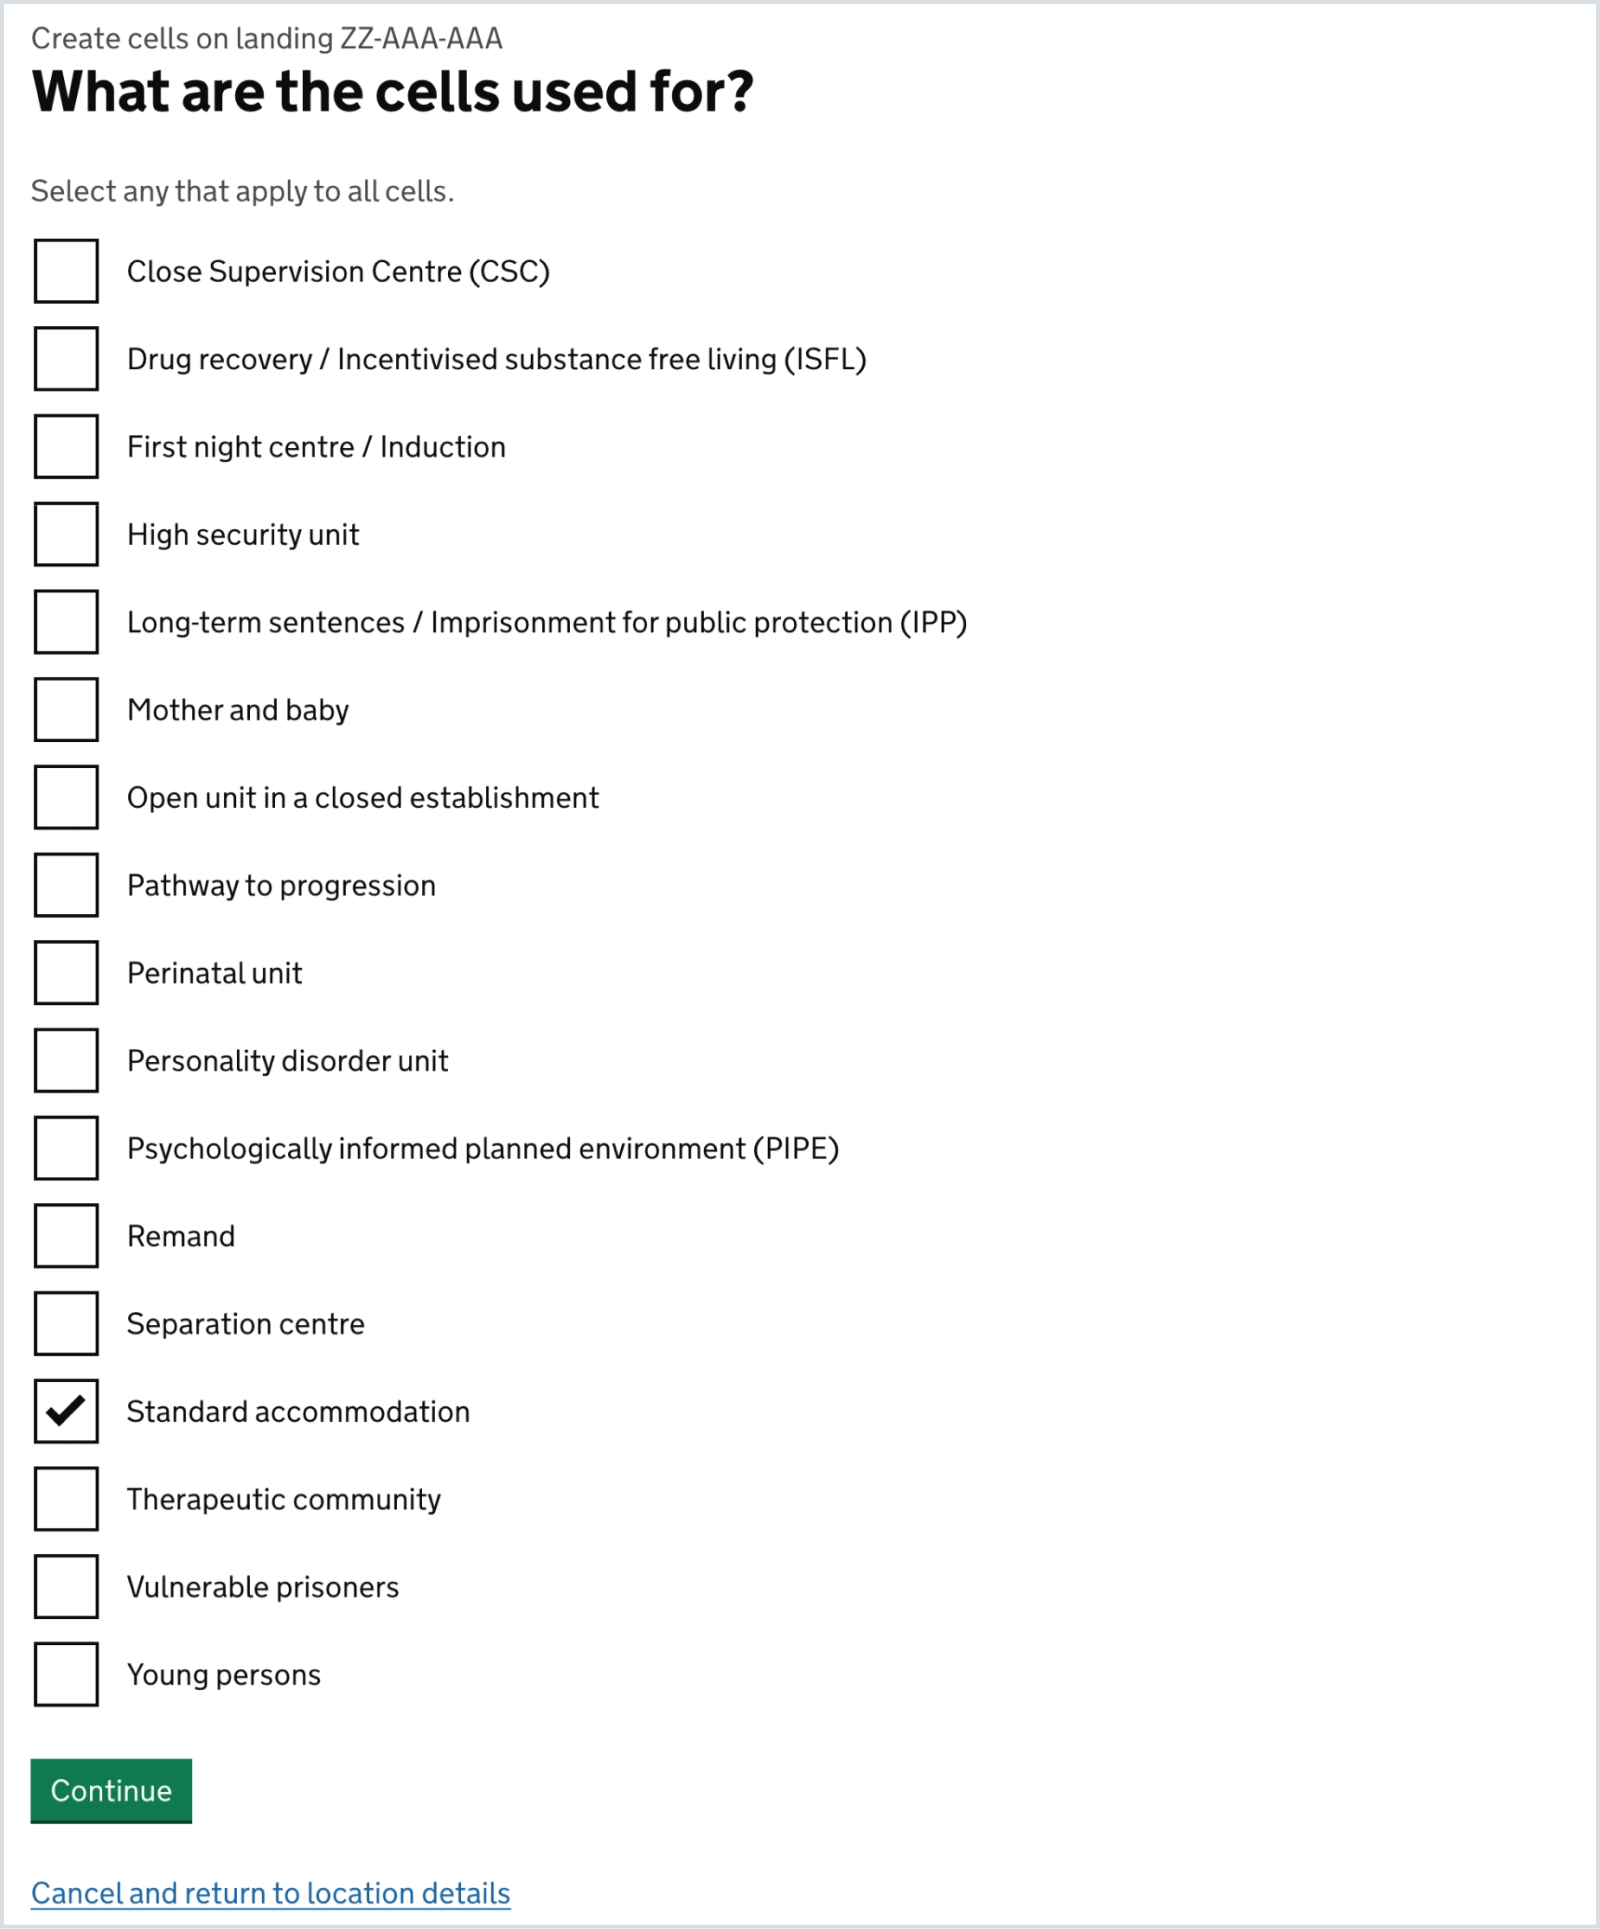 Create cells on landing ZZ-AAA-AAA
What are the cells used for?
Select any that apply to all cells.
Close Supervision Centre (CSC)
Drug recovery / Incentivised substance free living (ISFL)
First night centre / Induction
High security unit
Long-term sentences / Imprisonment for public protection (IPP)
Mother and baby
Open unit in a closed establishment
Pathway to progression
Perinatal unit
Personality disorder unit
Psychologically informed planned environment (PIPE)
Remand
Separation centre
Standard accommodation
Therapeutic community
Vulnerable prisoners
Young persons
Continue
Cancel and return to location details